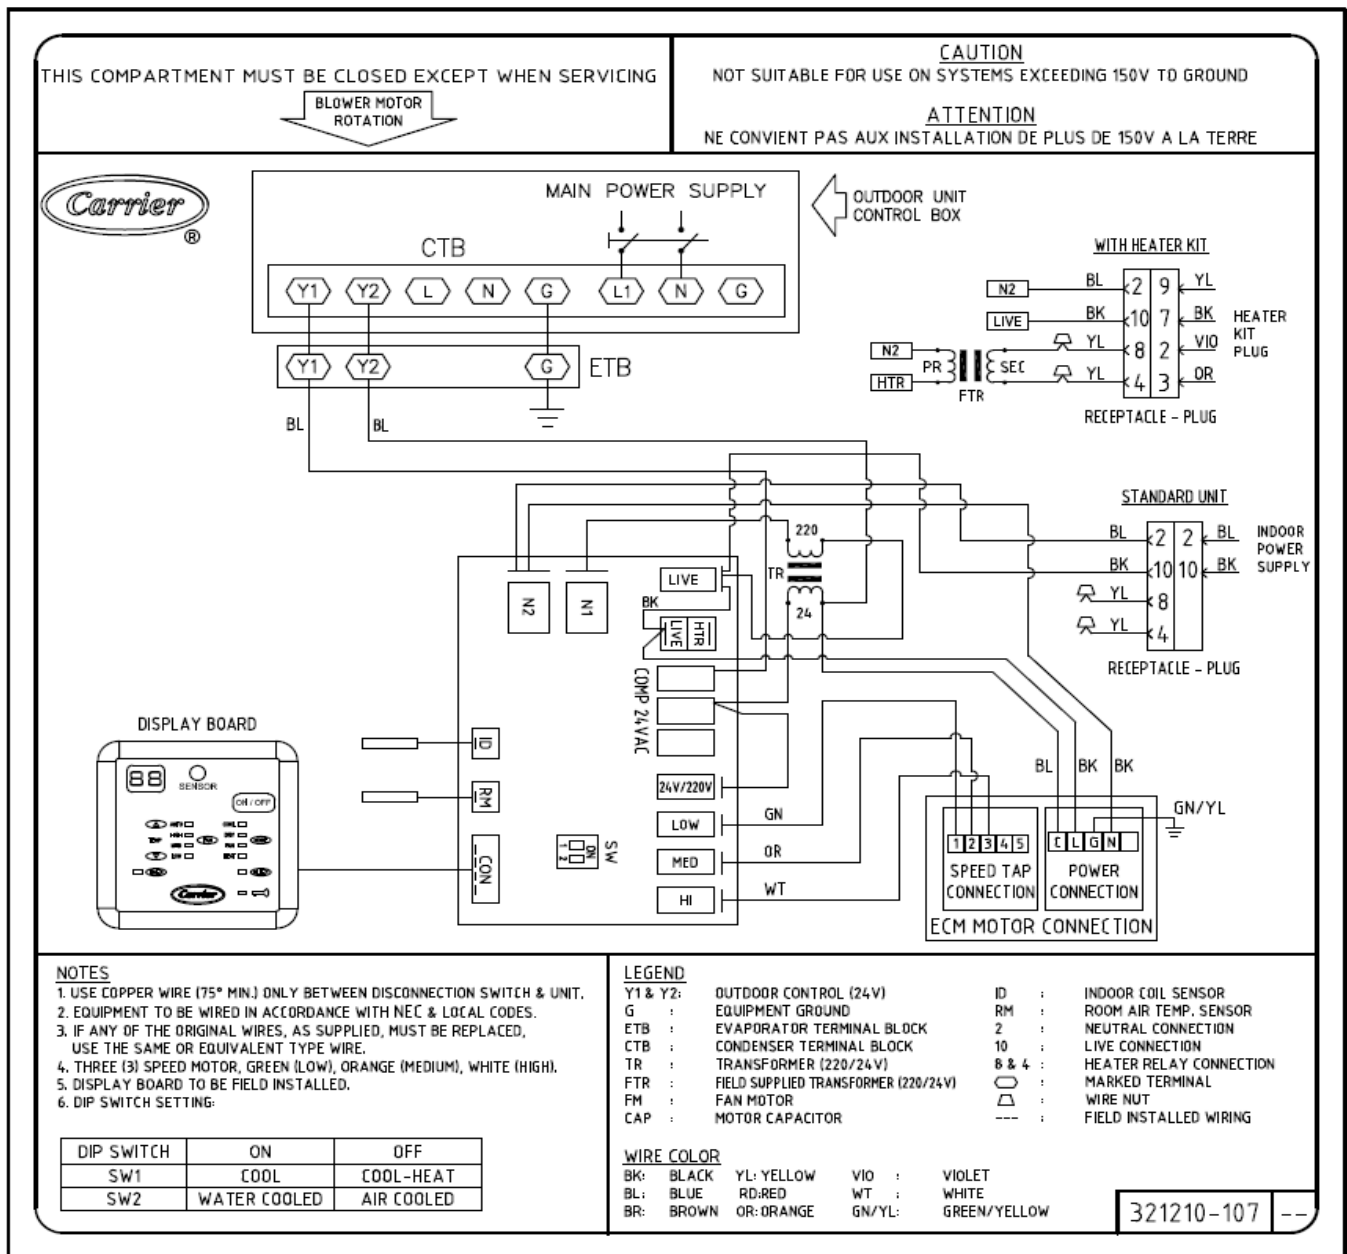 THIS COMPARTMENT MUST BE CLOSED EXCEPT WHEN SERVICING
BLOWER MOTOR
ROTATION
CAUTION
NOT SUITABLE FOR USE ON SYSTEMS EXCEEDING 150V TO GROUND
ATTENTION
NE CONVIENT PAS AUX INSTALLATION DE PLUS DE 150V A LA TERRE
Carrier
®
MAIN POWER SUPPLY
OUTDOOR UNIT
CONTROL BOX
CTB
Y1 Y2 L N G L1 N G
Y1 Y2 G ETB
BL BL
WITH HEATER KIT
N2 BL 2 9 YL
LIVE BK 10 7 BK
N2 YL 8 2 VIO
HTR YL 4 3 OR
PR SEC
FTR
HEATER
KIT
PLUG
RECEPTACLE - PLUG
STANDARD UNIT
BL 2 2 BL
BK 10 10 BK
YL 8
YL 4
INDOOR
POWER
SUPPLY
RECEPTACLE - PLUG
220
TR
24
N2 N1 LIVE
BK
LIVE HTR
COMP 24VAC
24V/220V
LOW GN
MED OR
HI WT
ID
RM
CON
1 2 ON
SW
DISPLAY BOARD
88
SENSOR
ON / OFF
TEMP
Carrier
BL BK BK
GN/YL
1 2 3 4 5
SPEED TAP
CONNECTION
C L G N
POWER
CONNECTION
ECM MOTOR CONNECTION
NOTES
1. USE COPPER WIRE (75° MIN.) ONLY BETWEEN DISCONNECTION SWITCH & UNIT.
2. EQUIPMENT TO BE WIRED IN ACCORDANCE WITH NEC & LOCAL CODES.
3. IF ANY OF THE ORIGINAL WIRES, AS SUPPLIED, MUST BE REPLACED,
USE THE SAME OR EQUIVALENT TYPE WIRE.
4. THREE (3) SPEED MOTOR, GREEN (LOW), ORANGE (MEDIUM), WHITE (HIGH).
5. DISPLAY BOARD TO BE FIELD INSTALLED.
6. DIP SWITCH SETTING:
DIP SWITCH ON OFF
SW1 COOL COOL-HEAT
SW2 WATER COOLED AIR COOLED
LEGEND
Y1 & Y2: OUTDOOR CONTROL (24V)
G : EQUIPMENT GROUND
ETB : EVAPORATOR TERMINAL BLOCK
CTB : CONDENSER TERMINAL BLOCK
TR : TRANSFORMER (220/24V)
FTR : FIELD SUPPLIED TRANSFORMER (220/24V)
FM : FAN MOTOR
CAP : MOTOR CAPACITOR
ID : INDOOR COIL SENSOR
RM : ROOM AIR TEMP. SENSOR
2 : NEUTRAL CONNECTION
10 : LIVE CONNECTION
8 & 4 : HEATER RELAY CONNECTION
: MARKED TERMINAL
: WIRE NUT
--- : FIELD INSTALLED WIRING
WIRE COLOR
BK: BLACK YL: YELLOW VIO : VIOLET
BL: BLUE RD:RED WT : WHITE
BR: BROWN OR: ORANGE GN/YL: GREEN/YELLOW
321210-107 --